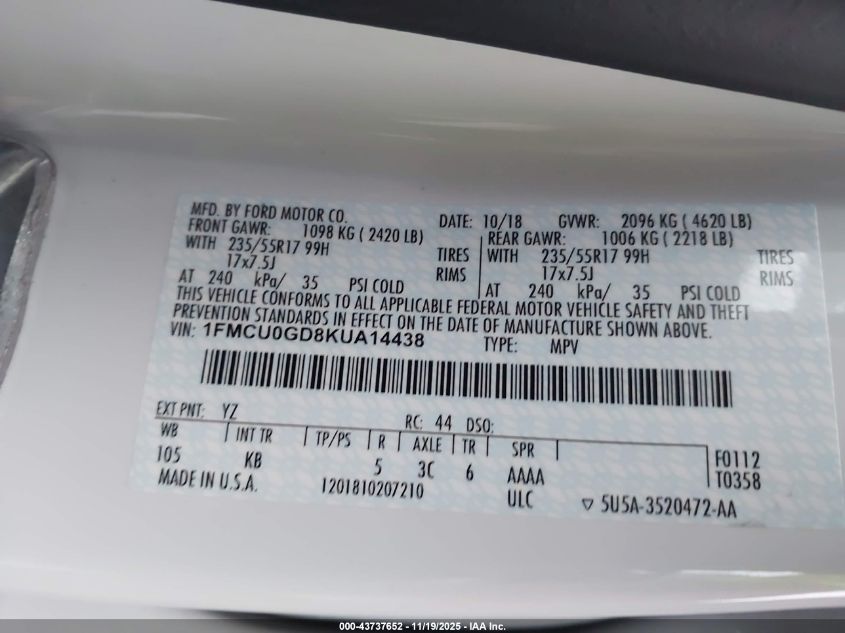 MFD. BY FORD MOTOR CO. DATE: 10/18 GVWR: 2096 KG ( 4620 LB)
FRONT GAWR: 1098 KG ( 2420 LB) REAR GAWR: 1006 KG ( 2218 LB)
WITH 235/55R17 99H TIRES WITH 235/55R17 99H TIRES
17x7.5J RIMS 17x7.5J RIMS
AT 240 kPa/ 35 PSI COLD AT 240 kPa/ 35 PSI COLD
THIS VEHICLE CONFORMS TO ALL APPLICABLE FEDERAL MOTOR VEHICLE SAFETY AND THEFT
PREVENTION STANDARDS IN EFFECT ON THE DATE OF MANUFACTURE SHOWN ABOVE.
VIN: 1FMCU0GD8KUA14438 TYPE: MPV
EXT PNT: YZ RC: 44 DSO:
WB INT TR TP/PS R AXLE TR SPR F0112
105 KB 5 3C 6 AAAA T0358
MADE IN U.S.A. 1201810207210 ULC ▽ 5U5A-3520472-AA
000-43737652 - 11/19/2025 - IAA Inc.